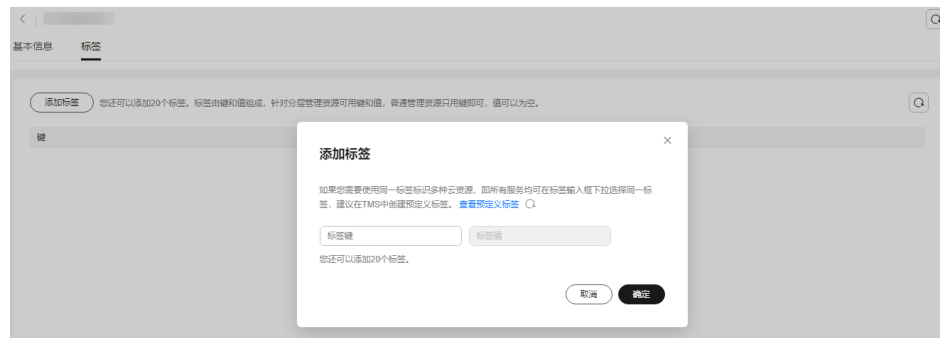 基本信息 标签
添加标签 您还可以添加20个标签。标签由键和值组成，针对分层管理资源可用键和值，普通管理资源只用键即可，值可以为空。
键
添加标签
如果您需要使用同一标签标识多种云资源，即所有服务均可在标签输入框下拉选择同一标
签，建议在TMS中创建预定义标签。 查看预定义标签
标签键 标签值
您还可以添加20个标签。
取消 确定